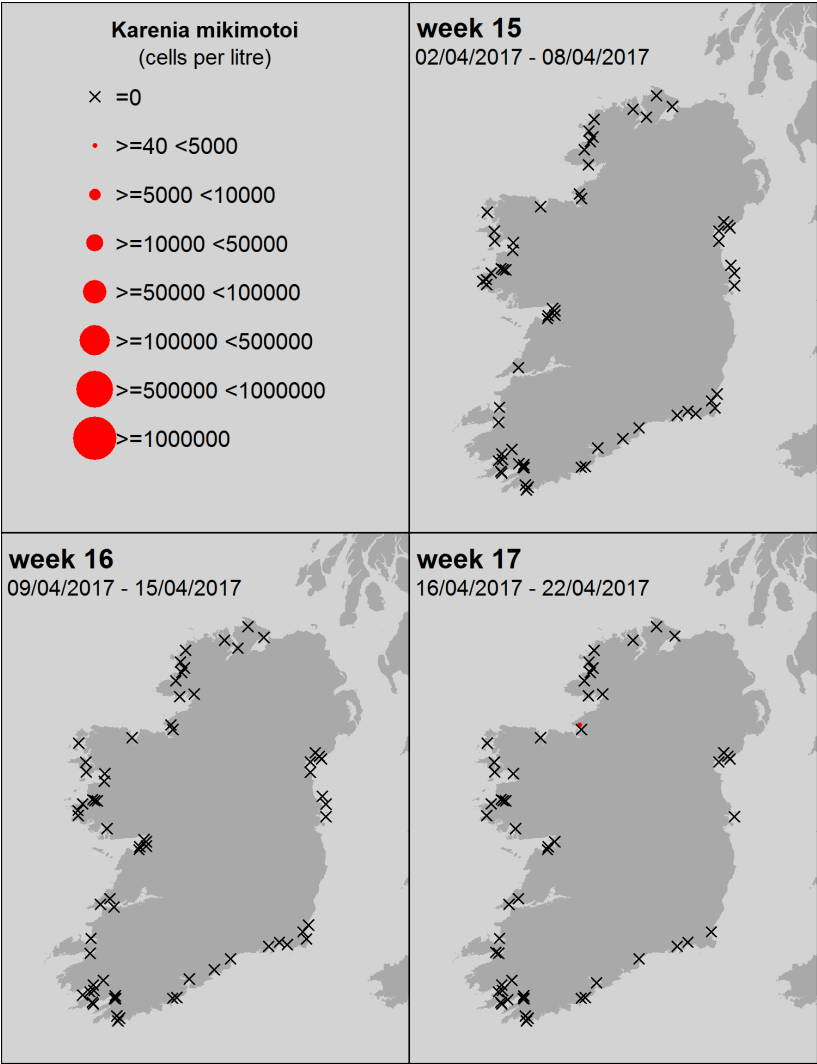 Karenia mikimotoi
(cells per litre)
=0
>=40 <5000
>=5000 <10000
>=10000 <50000
>=50000 <100000
>=100000 <500000
>=500000 <1000000
>=1000000
week 15
02/04/2017 - 08/04/2017
week 16
09/04/2017 - 15/04/2017
week 17
16/04/2017 - 22/04/2017